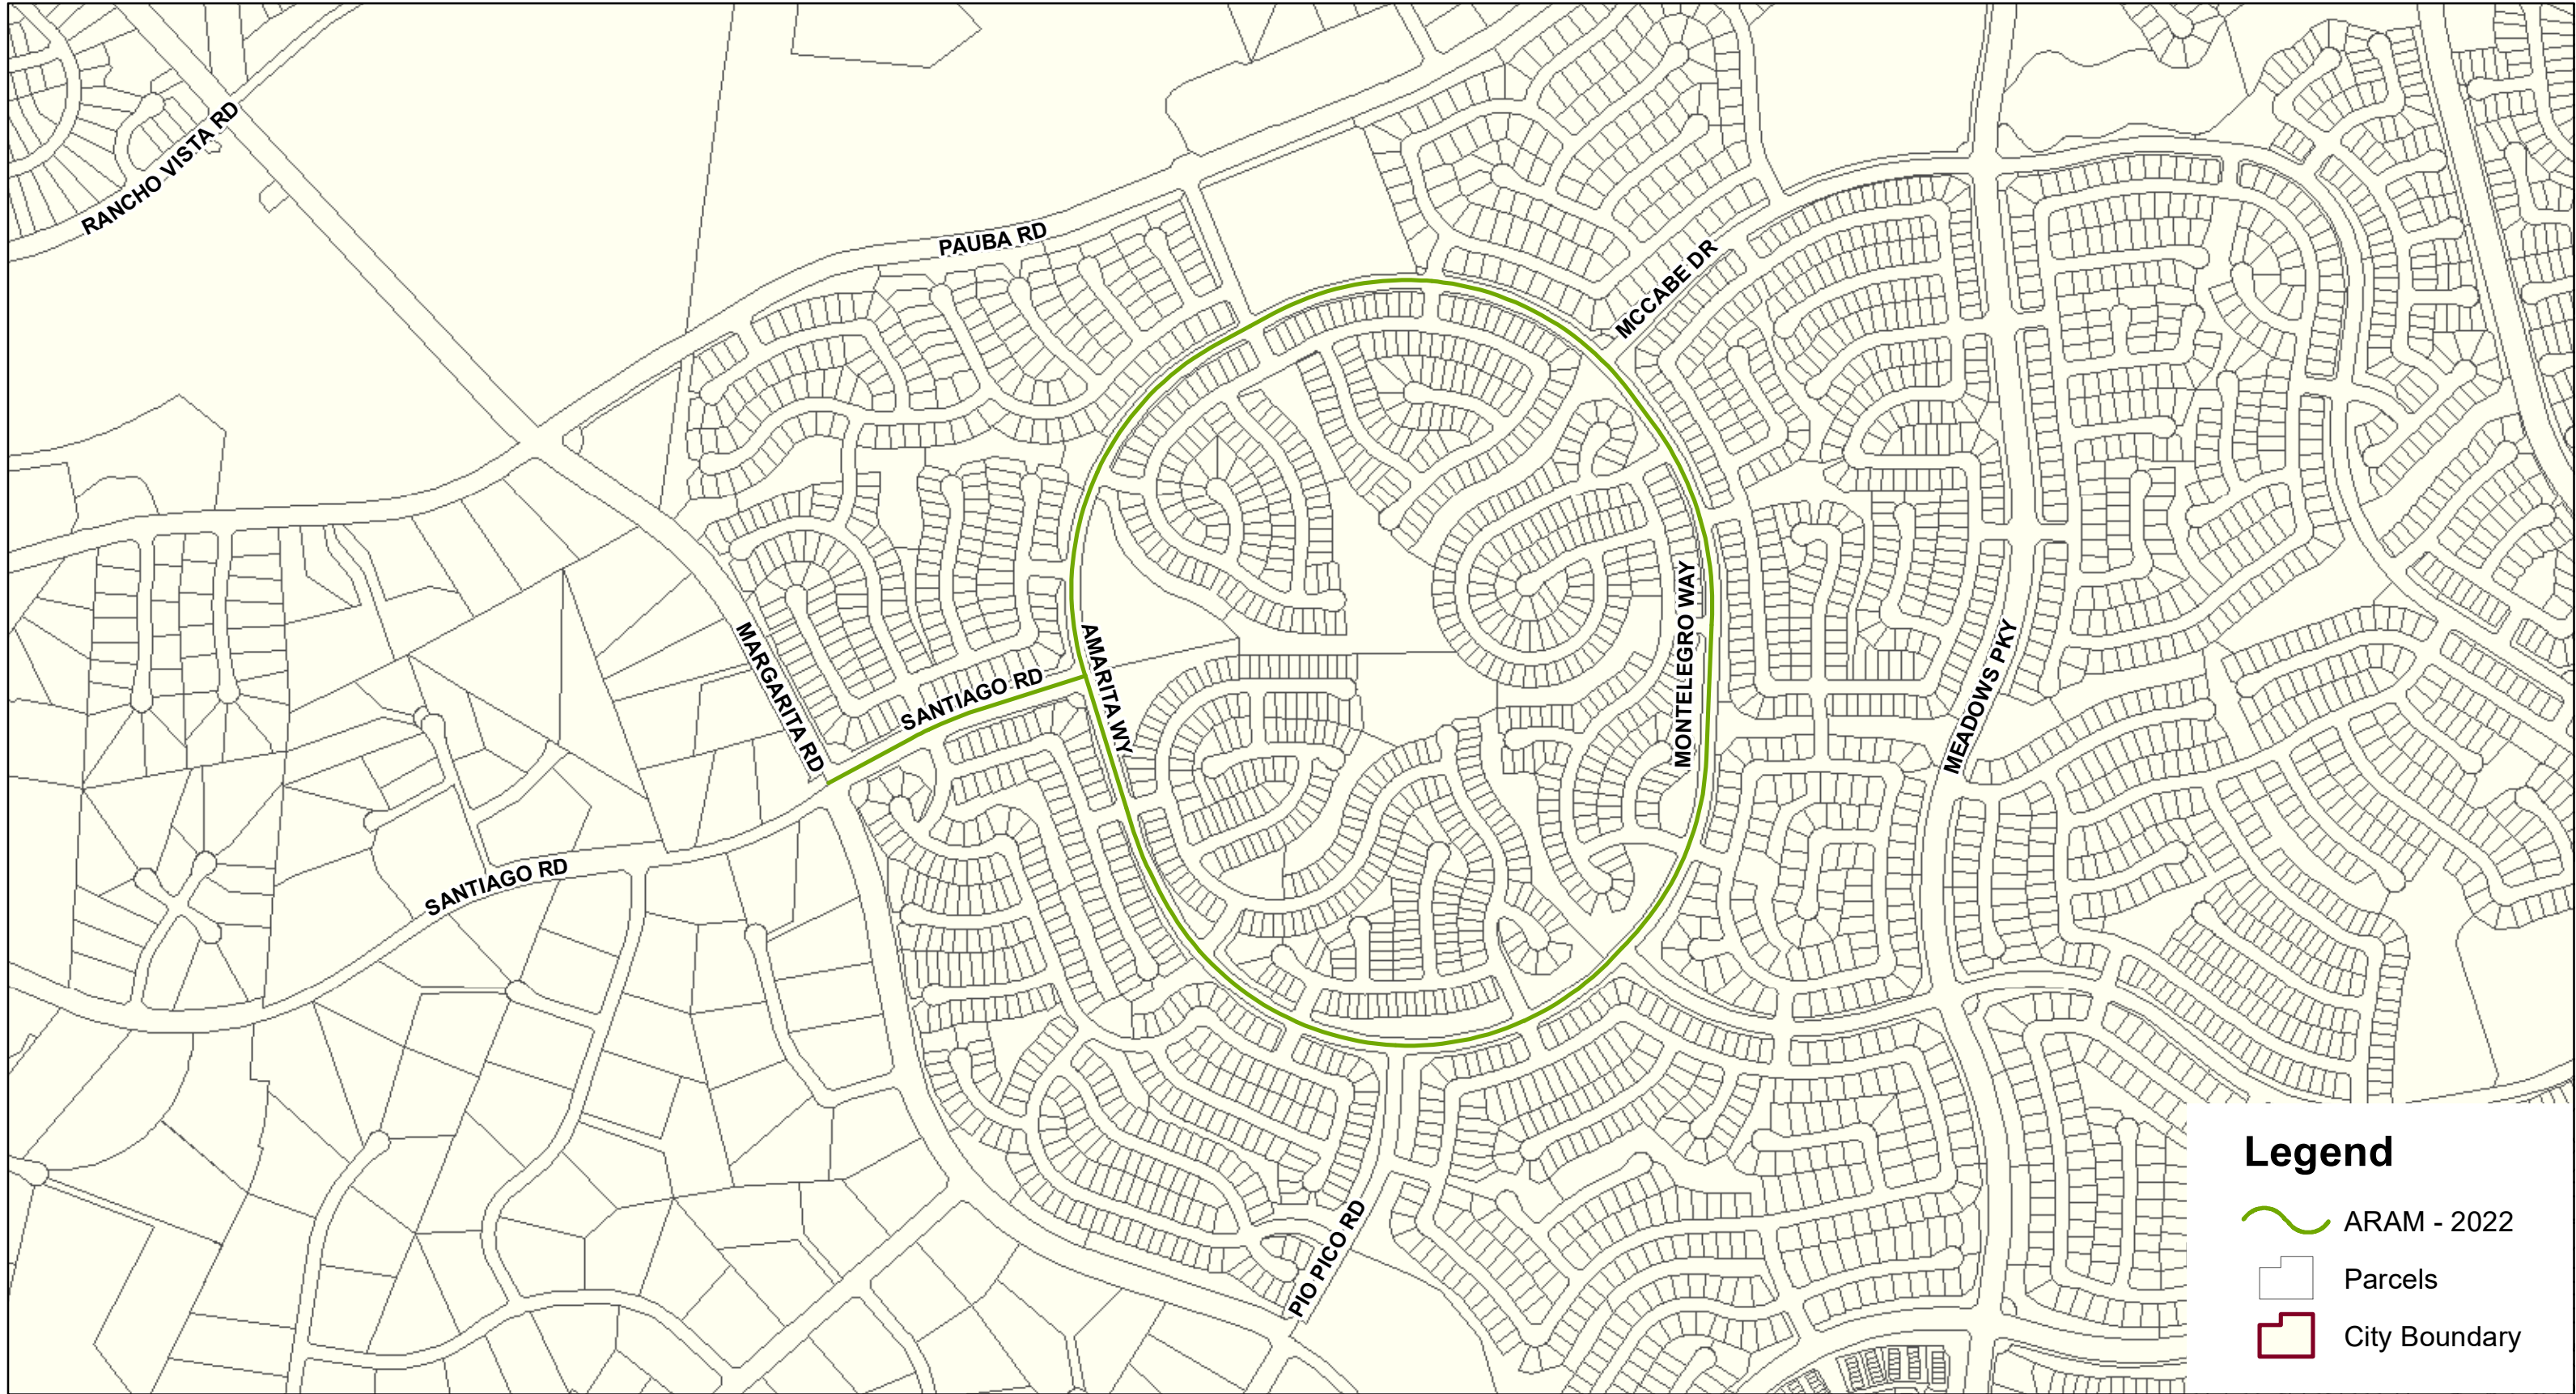 RANCHO VISTA RD
PAUBA RD
MCCABE DR
MARGARITA RD
SANTIAGO RD
AMARITA WY
MONTELEGRO WAY
MEADOWS PKY
SANTIAGO RD
PIO PICO RD
Legend
ARAM - 2022
Parcels
City Boundary